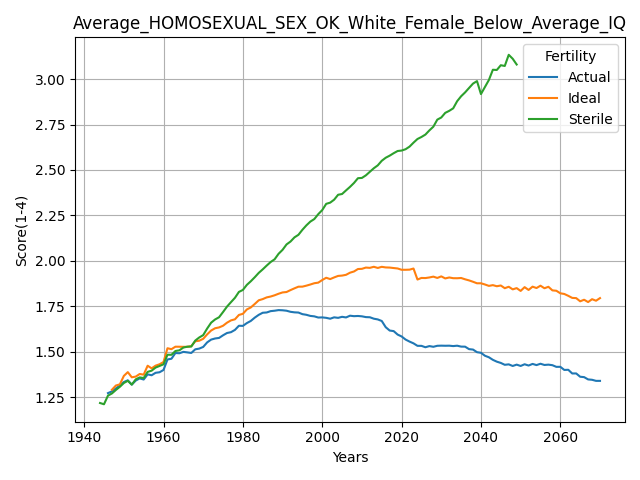 Average_HOMOSEXUAL_SEX_OK_White_Female_Below_Average_IQ
Fertility
Actual
Ideal
Sterile
Score(1-4)
3.00
2.75
2.50
2.25
2.00
1.75
1.50
1.25
1940 1960 1980 2000 2020 2040 2060
Years